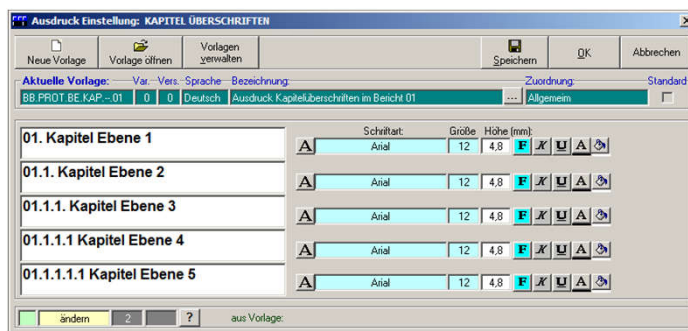 Ausdruck Einstellung: KAPITEL ÜBERSCHRIFTEN
Neue Vorlage
Vorlage öffnen
Vorlagen
verwalten
Speichern
OK
Abbrechen
Aktuelle Vorlage: Var. Vers. Sprache Bezeichnung: Zuordnung: Standard
BB.PROT.BE.KAP.-.01 0 0 Deutsch Ausdruck Kapitelüberschriften im Bericht 01 ... Allgemeim
Schriftart: Größe Höhe (mm):
01. Kapitel Ebene 1 A Arial 12 4,8 F K U A
01.1. Kapitel Ebene 2 A Arial 12 4,8 F K U A
01.1.1. Kapitel Ebene 3 A Arial 12 4,8 F K U A
01.1.1.1 Kapitel Ebene 4 A Arial 12 4,8 F K U A
01.1.1.1.1 Kapitel Ebene 5 A Arial 12 4,8 F K U A
ändern 2 ? aus Vorlage: